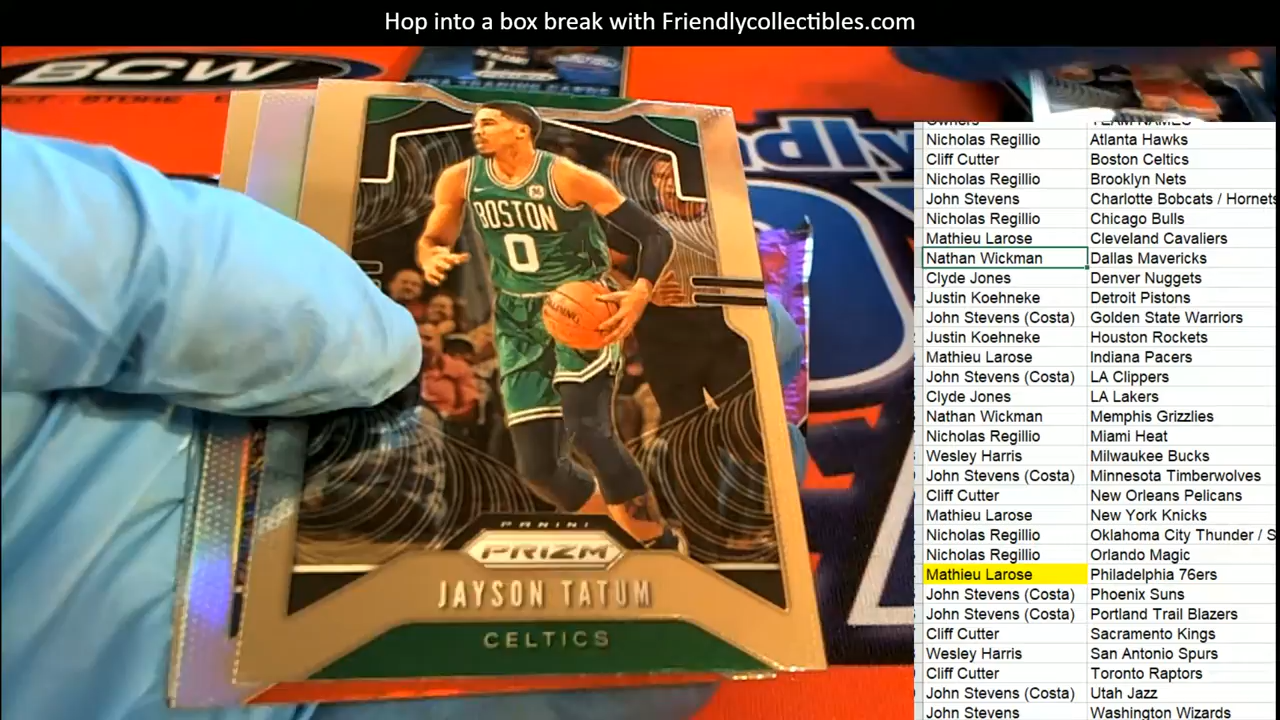 Hop into a box break with Friendlycollectibles.com
BCW
BOSTON
0
PANINI
PRIZM
JAYSON TATUM
CELTICS
Owners TEAM NAMES
Nicholas Regillio Atlanta Hawks
Cliff Cutter Boston Celtics
Nicholas Regillio Brooklyn Nets
John Stevens Charlotte Bobcats / Hornets
Nicholas Regillio Chicago Bulls
Mathieu Larose Cleveland Cavaliers
Nathan Wickman Dallas Mavericks
Clyde Jones Denver Nuggets
Justin Koehneke Detroit Pistons
John Stevens (Costa) Golden State Warriors
Justin Koehneke Houston Rockets
Mathieu Larose Indiana Pacers
John Stevens (Costa) LA Clippers
Clyde Jones LA Lakers
Nathan Wickman Memphis Grizzlies
Nicholas Regillio Miami Heat
Wesley Harris Milwaukee Bucks
John Stevens (Costa) Minnesota Timberwolves
Cliff Cutter New Orleans Pelicans
Mathieu Larose New York Knicks
Nicholas Regillio Oklahoma City Thunder / S
Nicholas Regillio Orlando Magic
Mathieu Larose Philadelphia 76ers
John Stevens (Costa) Phoenix Suns
John Stevens (Costa) Portland Trail Blazers
Cliff Cutter Sacramento Kings
Wesley Harris San Antonio Spurs
Cliff Cutter Toronto Raptors
John Stevens (Costa) Utah Jazz
John Stevens Washington Wizards